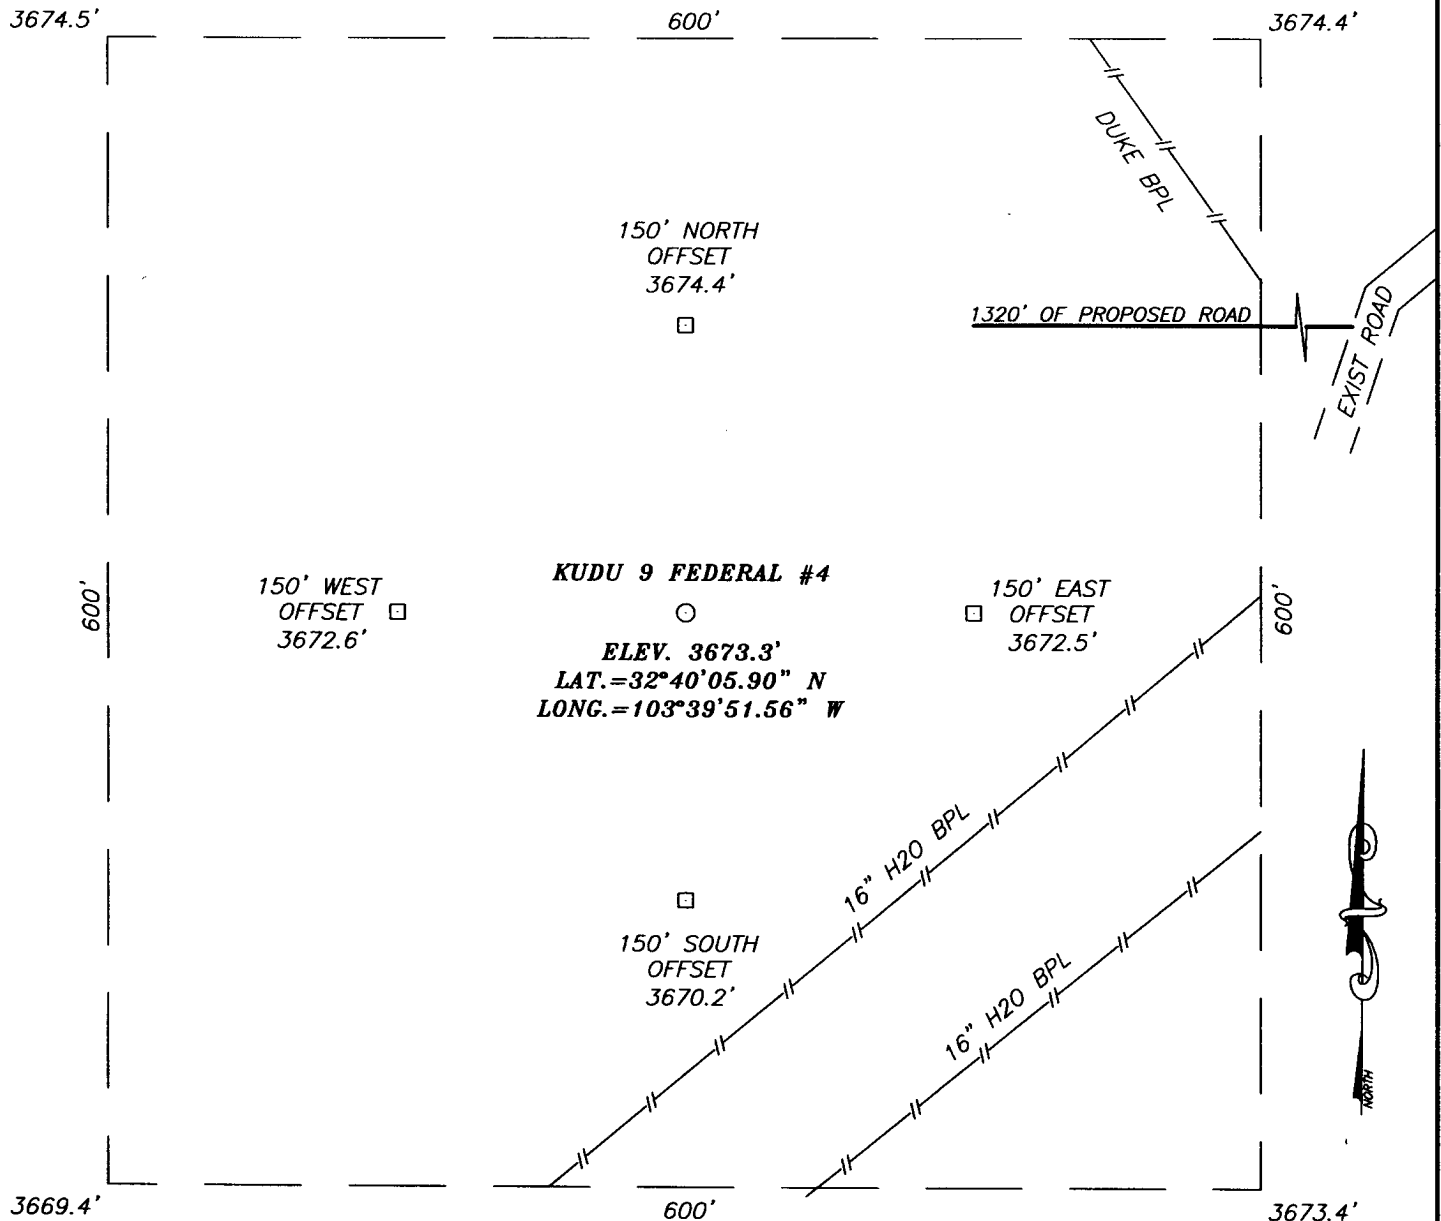 3674.5'
600'
3674.4'
DUKE BPL
150' NORTH
OFFSET
3674.4'
1320' OF PROPOSED ROAD
EXIST ROAD
600'
150' WEST
OFFSET
3672.6'
KUDU 9 FEDERAL #4
ELEV. 3673.3'
LAT.=32°40'05.90" N
LONG.=103°39'51.56" W
150' EAST
OFFSET
3672.5'
600'
16" H2O BPL
150' SOUTH
OFFSET
3670.2'
16" H2O BPL
NORTH
3669.4'
600'
3673.4'